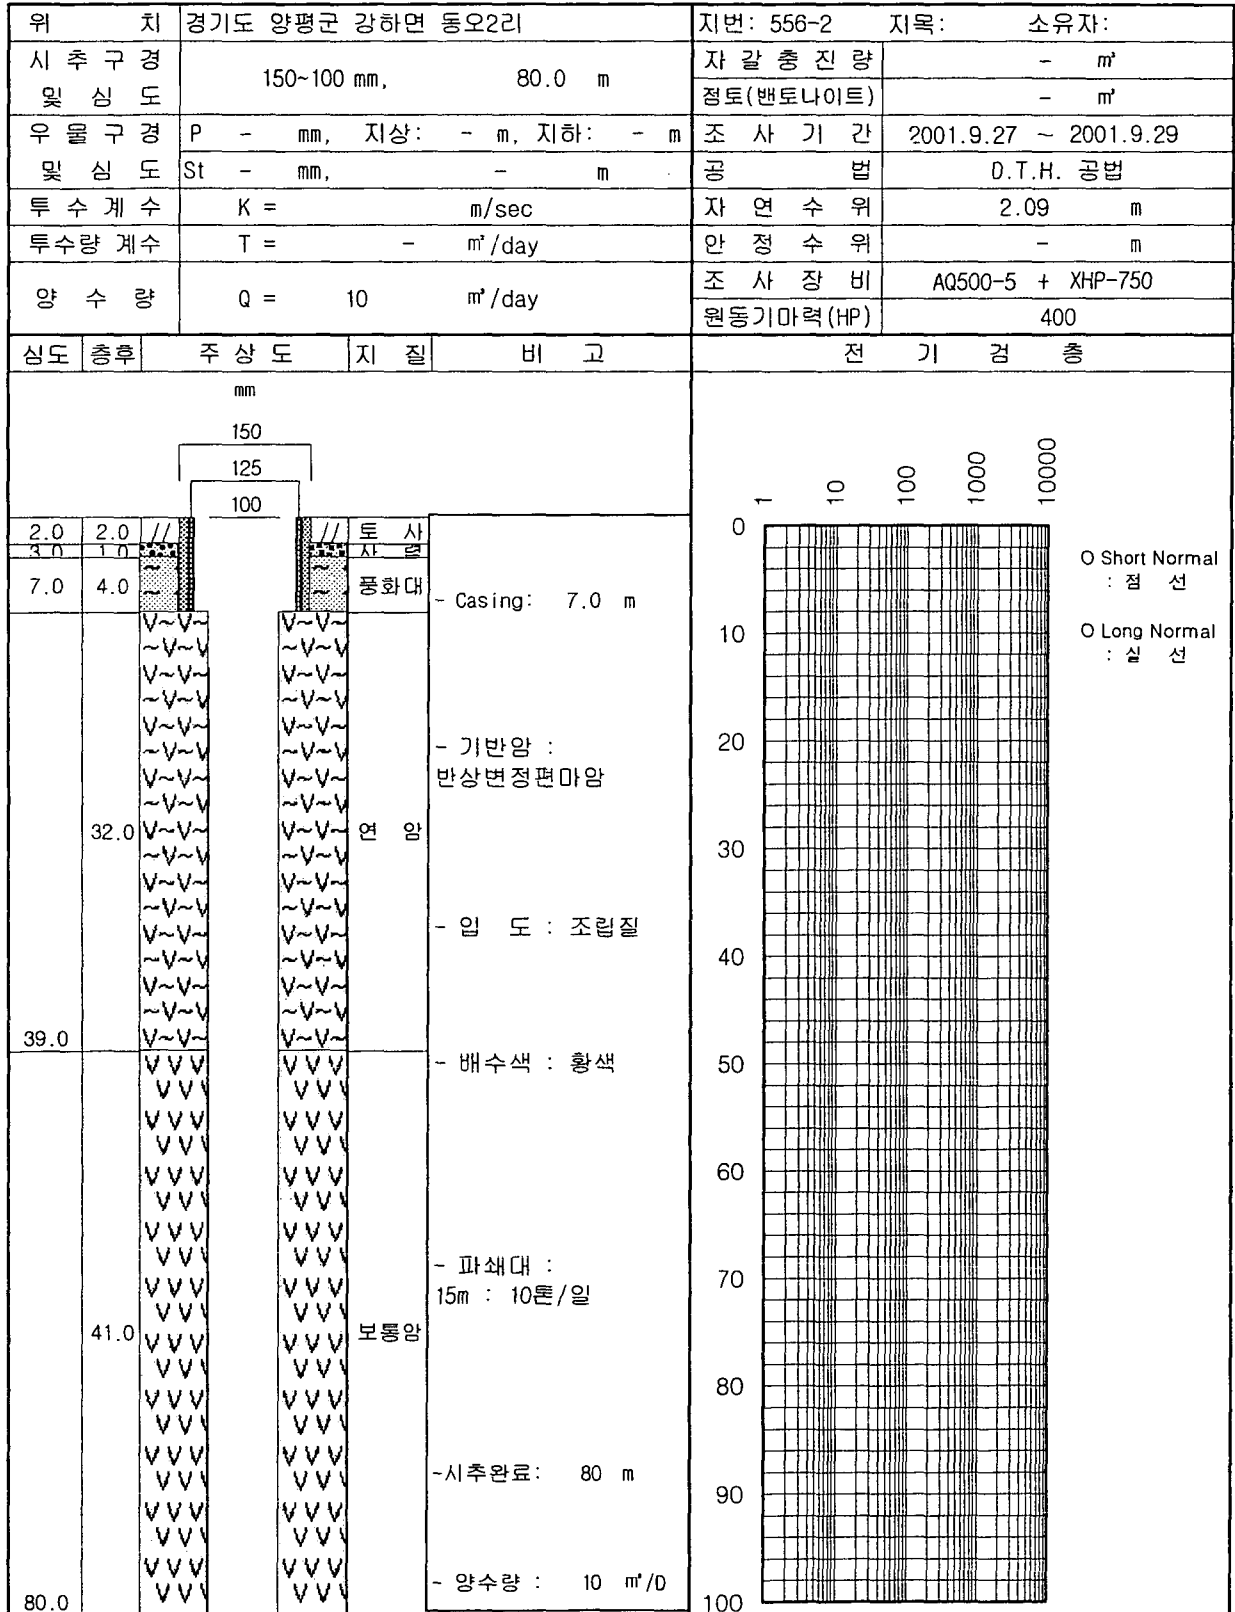 위 치 경기도 양평군 강하면 동오2리 지번: 556-2 지목: 소유자:
시 추 구 경 및 심 도 150~100 mm, 80.0 m
자 갈 충 진 량 - ㎥
점토(밴토나이트) - ㎥
우 물 구 경 및 심 도 P - mm, 지상: - m, 지하: - m
St - mm, - m
조 사 기 간 2001.9.27 ~ 2001.9.29
공 법 D.T.H. 공법
투 수 계 수 K = m/sec
자 연 수 위 2.09 m
투수량 계수 T = - ㎡/day
안 정 수 위 - m
양 수 량 Q = 10 ㎥/day
조 사 장 비 AQ500-5 + XHP-750
원동기마력(HP) 400
심도 층후 주 상 도 지 질 비 고 전 기 검 층
mm
150
125
100
2.0 2.0 토 사
3.0 1.0 사 력
7.0 4.0 풍화대
- Casing: 7.0 m
- 기반암 :
반상변정편마암
32.0 연 암
- 입 도 : 조립질
39.0
- 배수색 : 황색
- 파쇄대 :
15m : 10톤/일
41.0 보통암
-시추완료: 80 m
- 양수량 : 10 ㎥/D
80.0
1 10 100 1000 10000
0
10
20
30
40
50
60
70
80
90
100
O Short Normal
: 점 선
O Long Normal
: 실 선